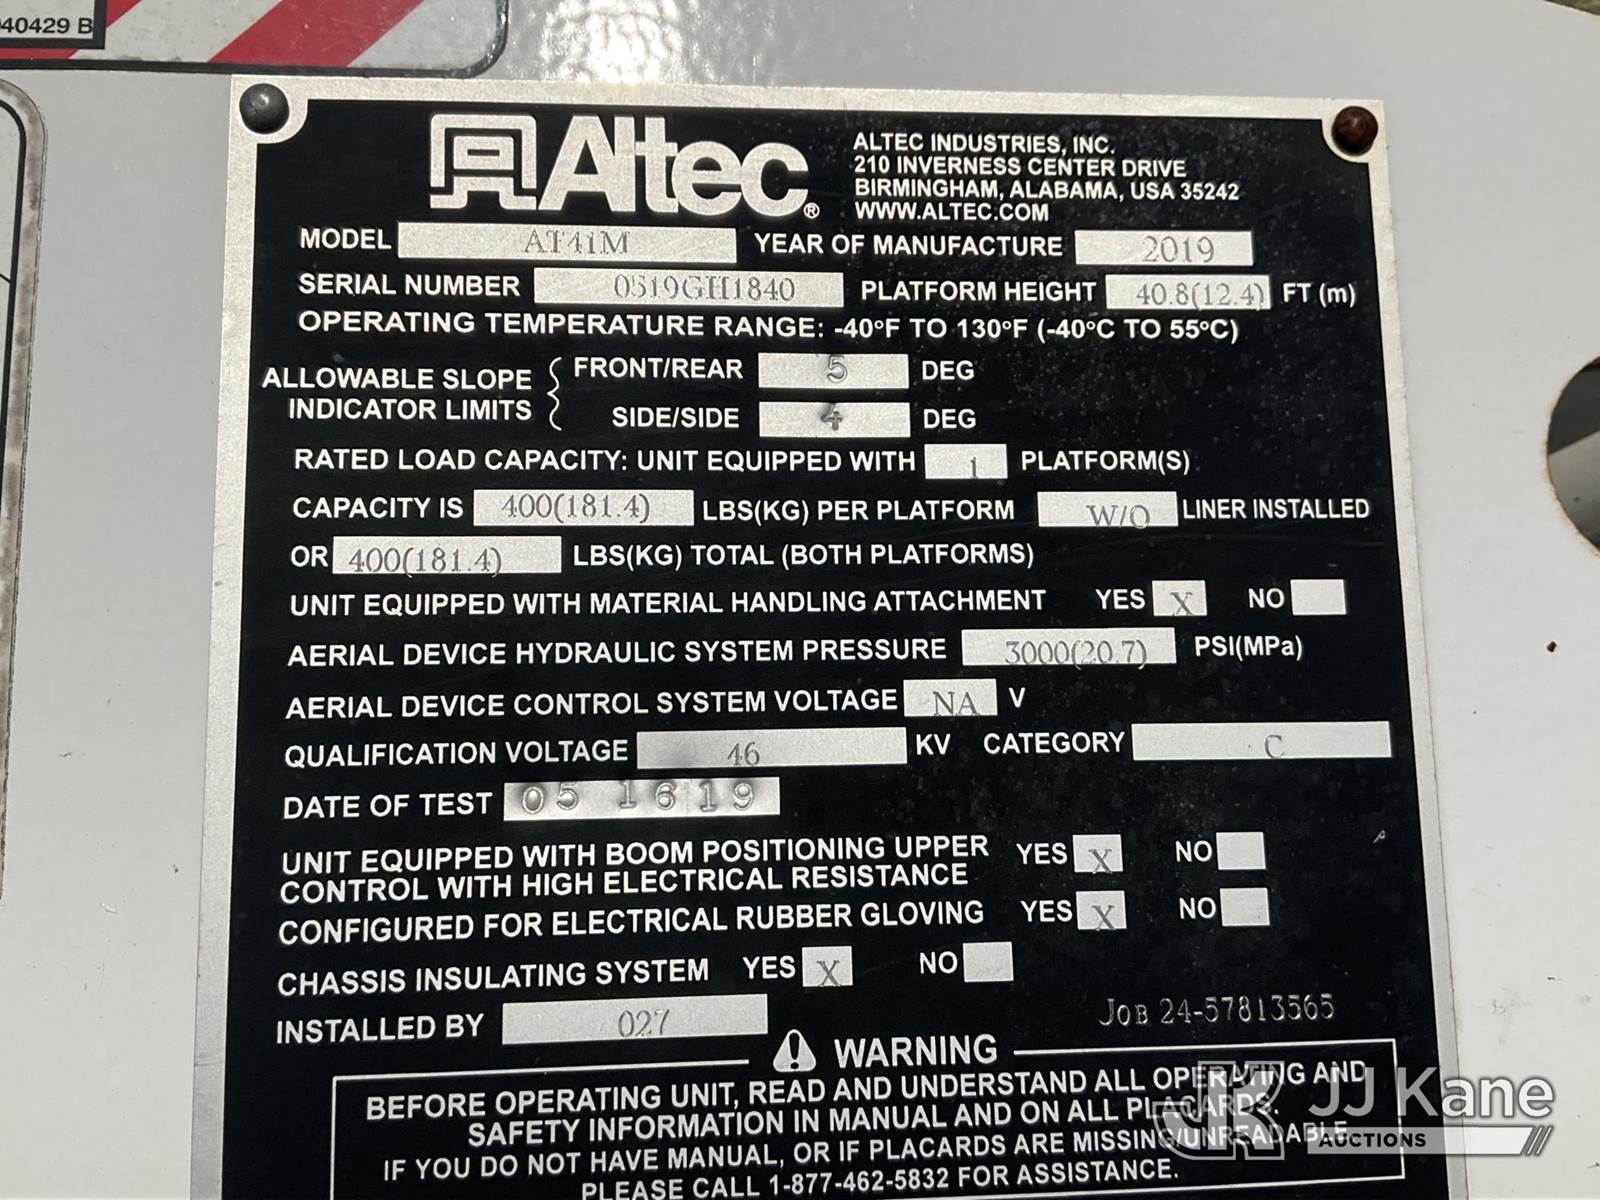 40429 B
Altec®
ALTEC INDUSTRIES, INC.
210 INVERNESS CENTER DRIVE
BIRMINGHAM, ALABAMA, USA 35242
WWW.ALTEC.COM
MODEL AT41M YEAR OF MANUFACTURE 2019
SERIAL NUMBER 0519GH1840 PLATFORM HEIGHT 40.8(12.4) FT (m)
OPERATING TEMPERATURE RANGE: -40ºF TO 130ºF (-40ºC TO 55ºC)
ALLOWABLE SLOPE INDICATOR LIMITS { FRONT/REAR 5 DEG
SIDE/SIDE 4 DEG
RATED LOAD CAPACITY: UNIT EQUIPPED WITH 1 PLATFORM(S)
CAPACITY IS 400(181.4) LBS(KG) PER PLATFORM W/O LINER INSTALLED
OR 400(181.4) LBS(KG) TOTAL (BOTH PLATFORMS)
UNIT EQUIPPED WITH MATERIAL HANDLING ATTACHMENT YES X NO
AERIAL DEVICE HYDRAULIC SYSTEM PRESSURE 3000(20.7) PSI(MPa)
AERIAL DEVICE CONTROL SYSTEM VOLTAGE NA V
QUALIFICATION VOLTAGE 46 KV CATEGORY C
DATE OF TEST 05 16 19
UNIT EQUIPPED WITH BOOM POSITIONING UPPER
CONTROL WITH HIGH ELECTRICAL RESISTANCE YES X NO
CONFIGURED FOR ELECTRICAL RUBBER GLOVING YES X NO
CHASSIS INSULATING SYSTEM YES X NO
INSTALLED BY 027
JOB 24-57813565
WARNING
BEFORE OPERATING UNIT, READ AND UNDERSTAND ALL OPERATING AND
SAFETY INFORMATION IN MANUAL AND ON ALL PLACARDS.
IF YOU DO NOT HAVE MANUAL, OR IF PLACARDS ARE MISSING/UNREADABLE
PLEASE CALL 1-877-462-5832 FOR ASSISTANCE.
JK JJ Kane
AUCTIONS